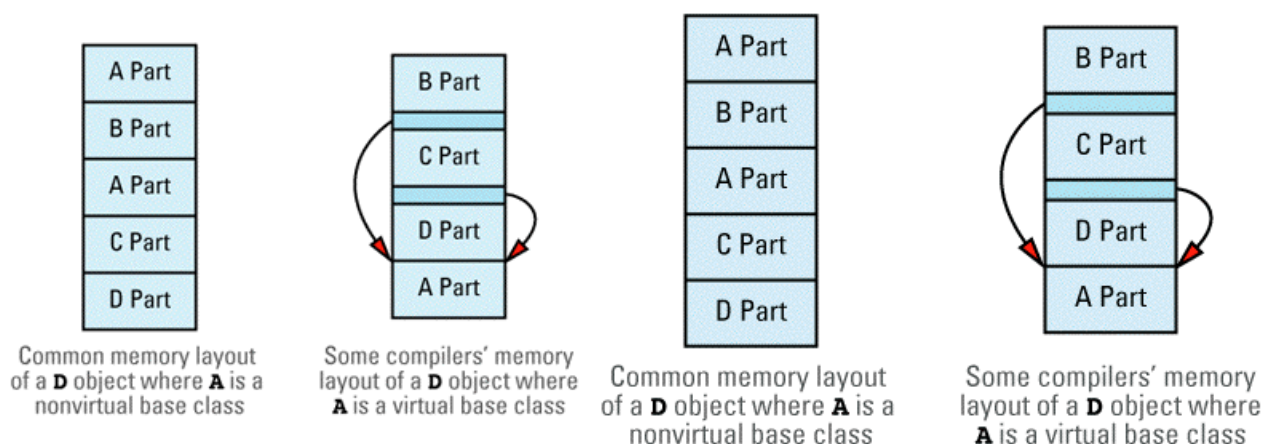 A Part
B Part
A Part
C Part
D Part
Common memory layout
of a D object where A is a
nonvirtual base class
B Part
C Part
D Part
A Part
Some compilers’ memory
layout of a D object where
A is a virtual base class
A Part
B Part
A Part
C Part
D Part
Common memory layout
of a D object where A is a
nonvirtual base class
B Part
C Part
D Part
A Part
Some compilers’ memory
layout of a D object where
A is a virtual base class